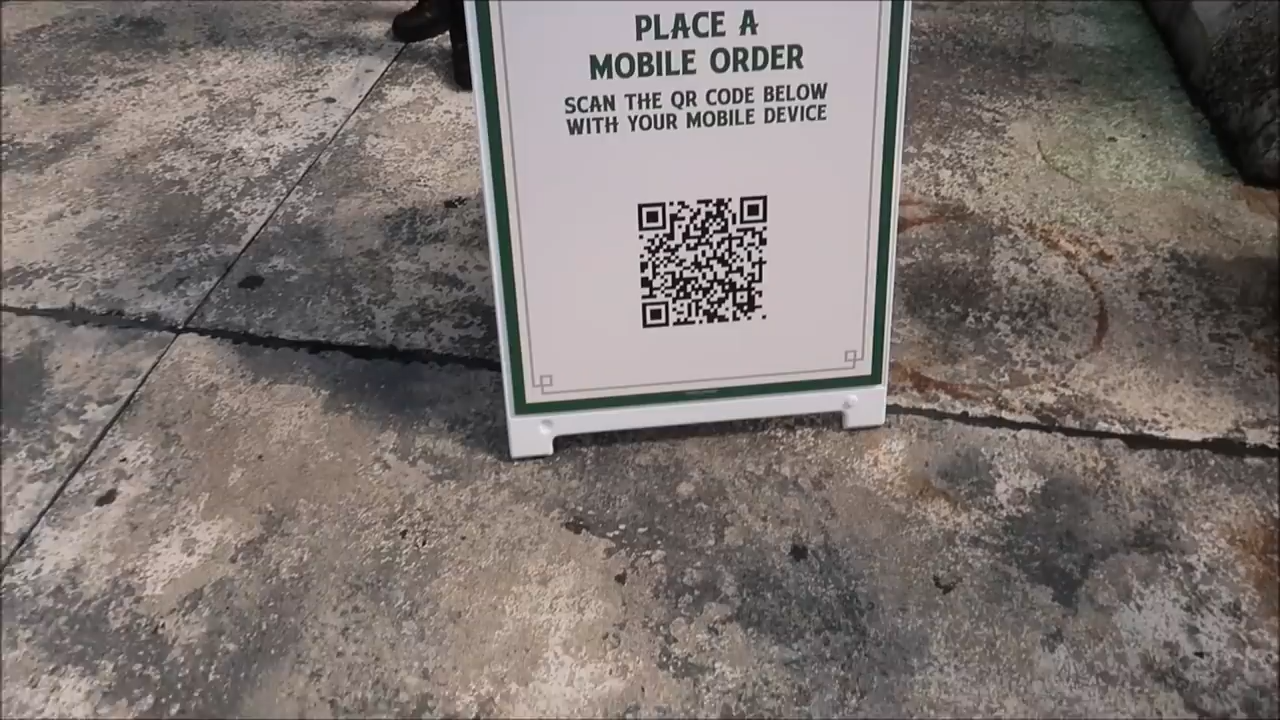 PLACE A
MOBILE ORDER
SCAN THE QR CODE BELOW
WITH YOUR MOBILE DEVICE